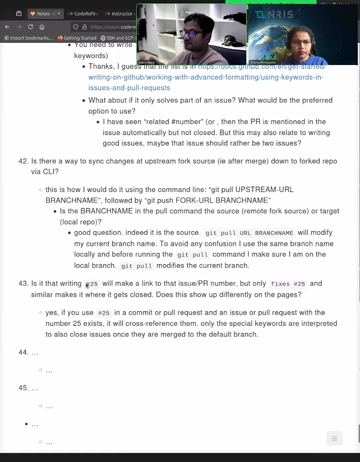 Notes - C
CodeRefin
Instructor
NRIS
https://notes.coderef
Import bookmarks...
Getting Started
SSH and SCP
You need to write
keywords)
Thanks, I guess that the list is in https://docs.github.com/en/get-started/
writing-on-github/working-with-advanced-formatting/using-keywords-in-
issues-and-pull-requests
What about if it only solves part of an issue? What would be the preferred
option to use?
I have seen "related #number" (or , then the PR is mentioned in the
issue automatically but not closed. But this may also relate to writing
good issues, maybe that issue should rather be two issues?
42. Is there a way to sync changes at upstream fork source (ie after merge) down to forked repo
via CLI?
this is how I would do it using the command line: "git pull UPSTREAM-URL
BRANCHNAME", followed by "git push FORK-URL BRANCHNAME"
Is the BRANCHNAME in the pull command the source (remote fork source) or target
(local repo)?
good question. indeed it is the source. git pull URL BRANCHNAME will modify
my current branch name. To avoid any confusion I use the same branch name
locally and before running the git pull command I make sure I am on the
local branch. git pull modifies the current branch.
43. Is it that writing #25 will make a link to that issue/PR number, but only fixes #25 and
similar makes it where it gets closed. Does this show up differently on the pages?
yes, if you use #25 in a commit or pull request and an issue or pull request with the
number 25 exists, it will cross-reference them. only the special keywords are interpreted
to also close issues once they are merged to the default branch.
44. ...
...
45. ...
...
...
...